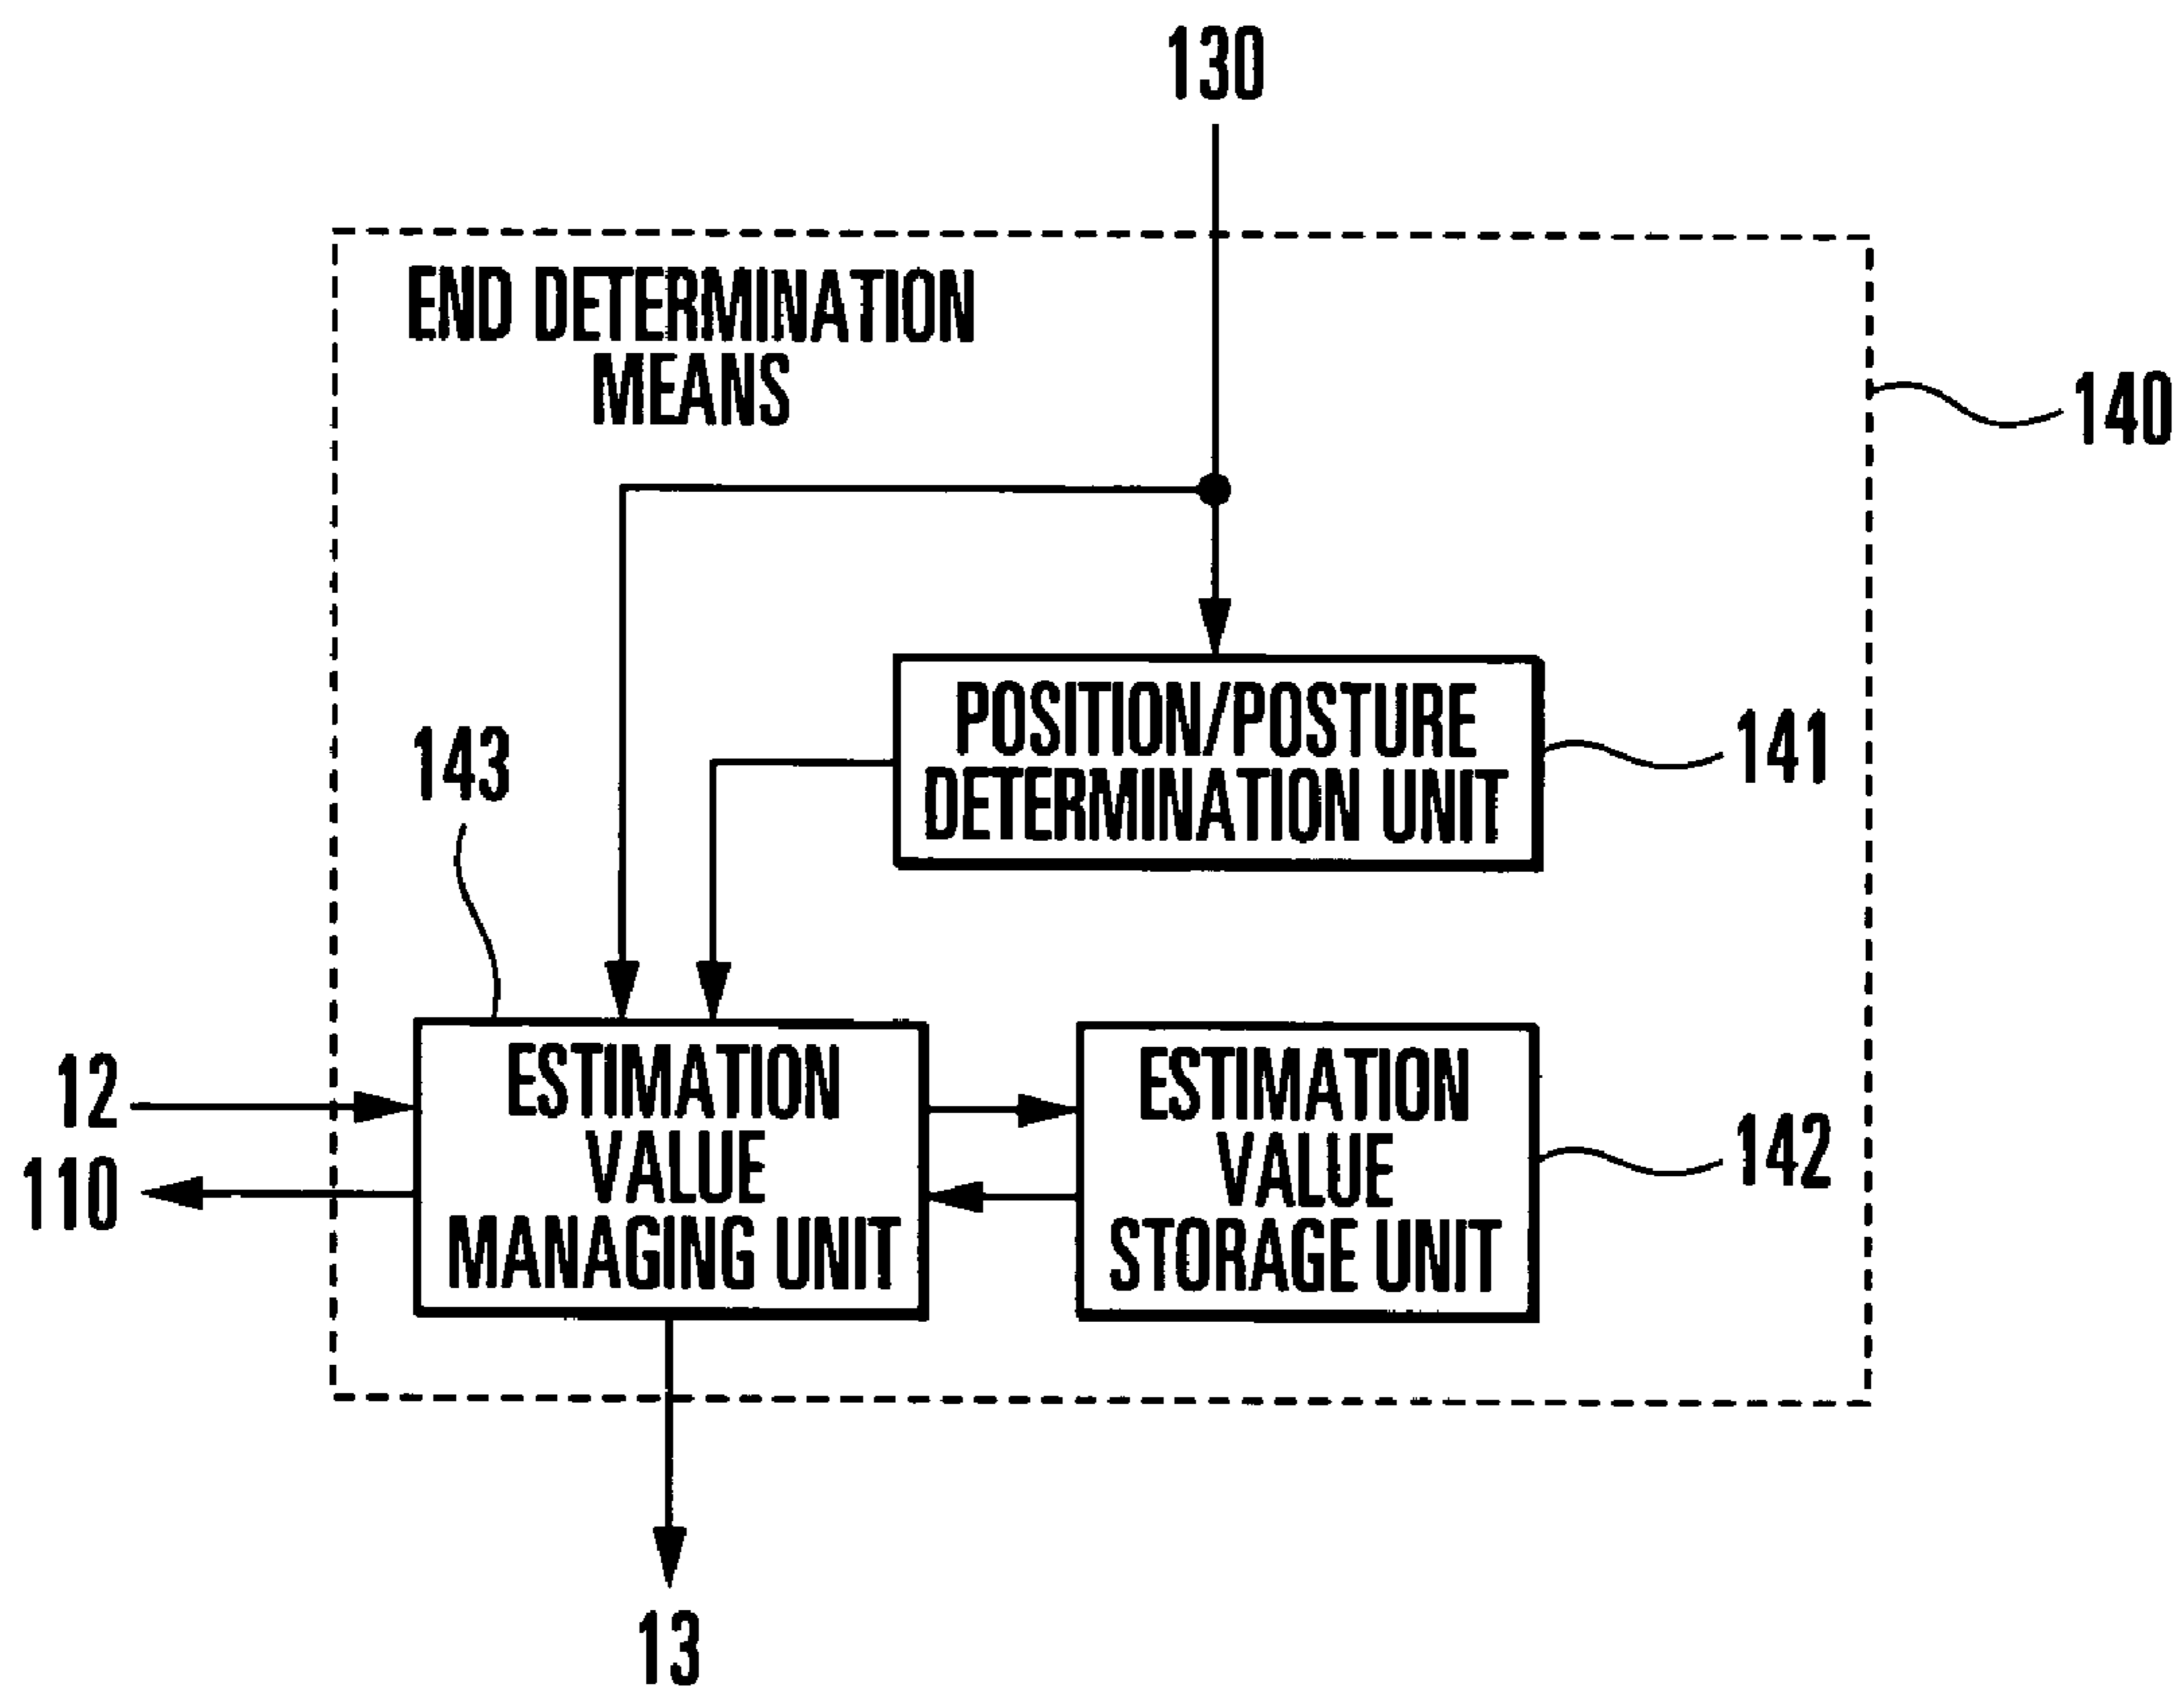 130
END DETERMINATION
MEANS
140
POSITION/POSTURE
DETERMINATION UNIT
141
143
12
110
ESTIMATION
VALUE
MANAGING UNIT
ESTIMATION
VALUE
STORAGE UNIT
142
13